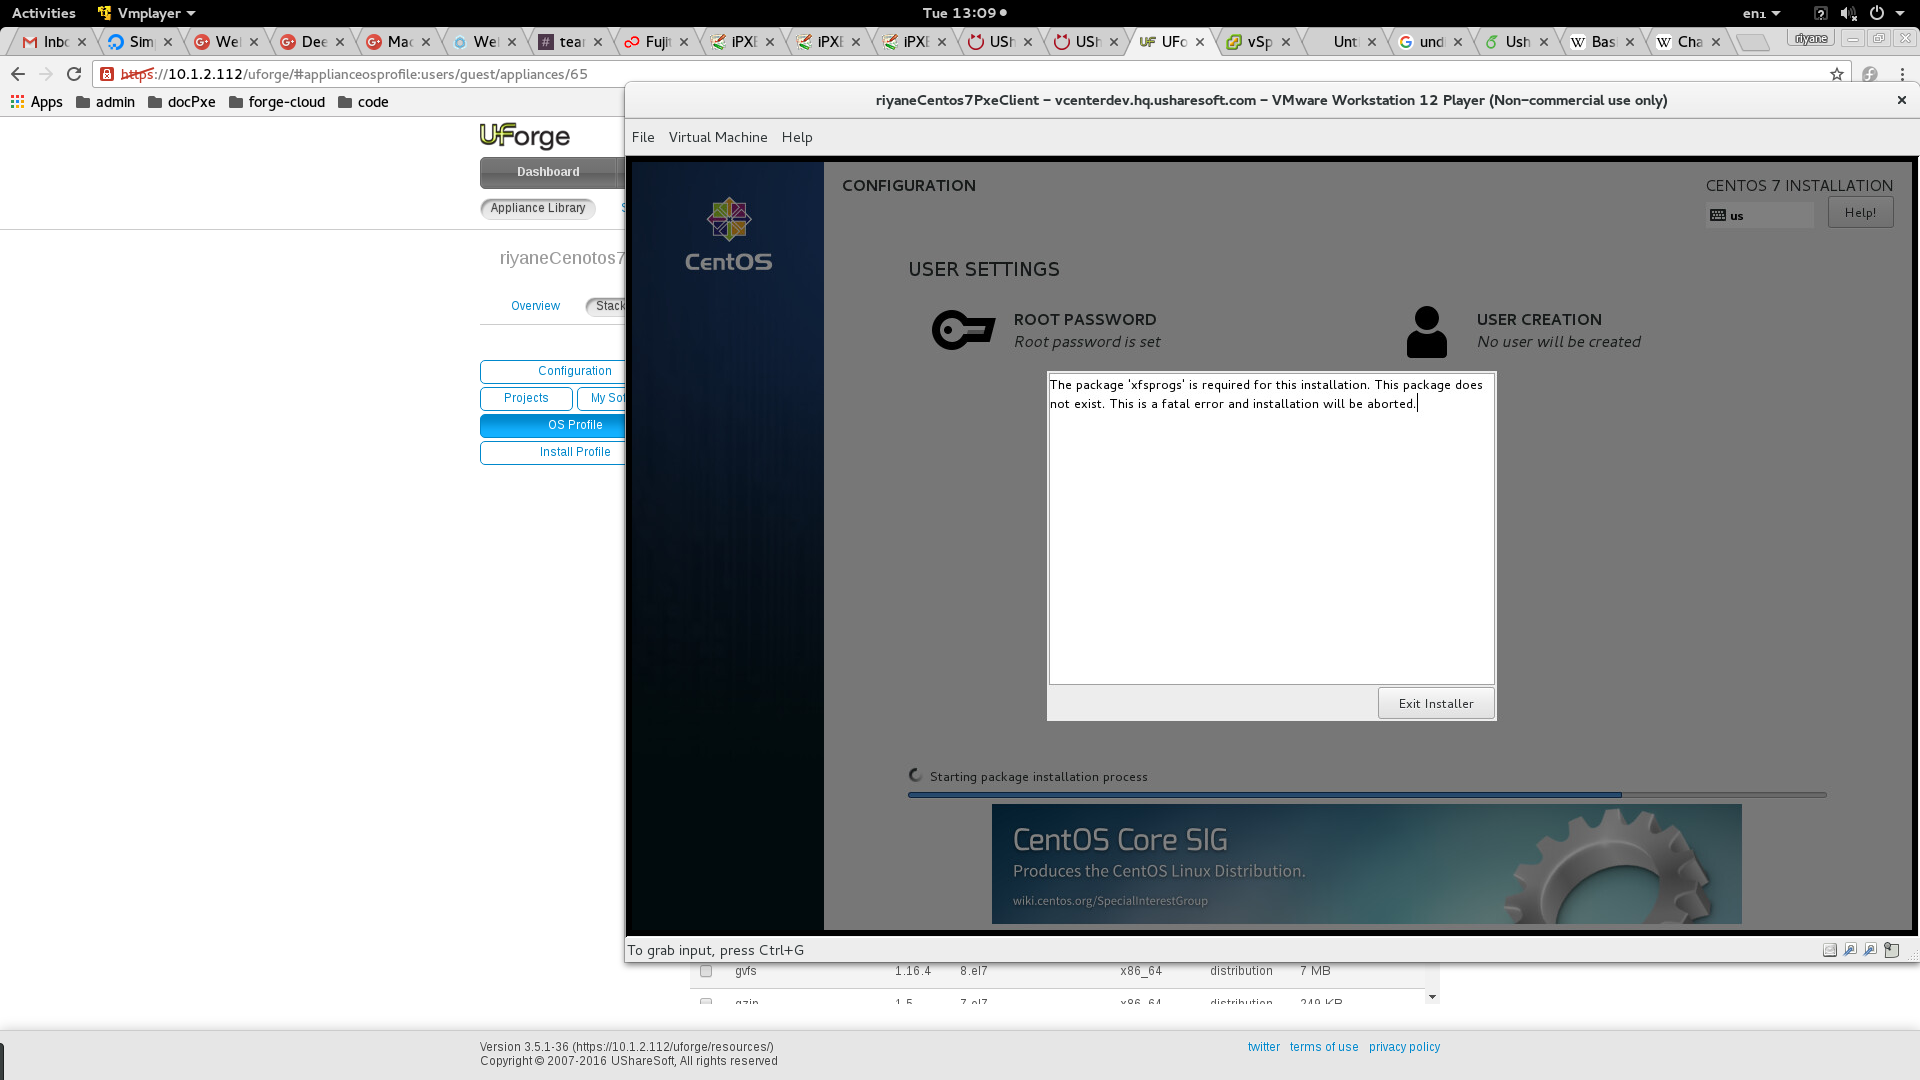 Activities
Vmplayer
Tue 13:09
en₁
Inbc
Sim
Wel
Dee
Mac
Wel
tear
Fujit
iPXE
iPXE
iPXE
USh
USh
UFo
vSp
Unti
undi
Ush
Bas
Cha
riyane
https://10.1.2.112/uforge/#applianceosprofile:users/guest/appliances/65
Apps
admin
docPxe
forge-cloud
code
UForge
Dashboard
Appliance Library
S
riyaneCenotos7
Overview
Stack
Configuration
Projects
My Sof
OS Profile
Install Profile
riyaneCentos7PxeClient – vcenterdev.hq.usharesoft.com – VMware Workstation 12 Player (Non-commercial use only)
File
Virtual Machine
Help
CentOS
CONFIGURATION
CENTOS 7 INSTALLATION
us
Help!
USER SETTINGS
ROOT PASSWORD
Root password is set
USER CREATION
No user will be created
The package 'xfsprogs' is required for this installation. This package does
not exist. This is a fatal error and installation will be aborted.
Exit Installer
Starting package installation process
CentOS Core SIG
Produces the CentOS Linux Distribution.
wiki.centos.org/SpecialInterestGroup
To grab input, press Ctrl+G
gvfs 1.16.4 8.el7 x86_64 distribution 7 MB
gzip 1.5 7.el7 x86_64 distribution 249 KB
Version 3.5.1-36 (https://10.1.2.112/uforge/resources/)
Copyright © 2007-2016 UShareSoft, All rights reserved
twitter terms of use privacy policy